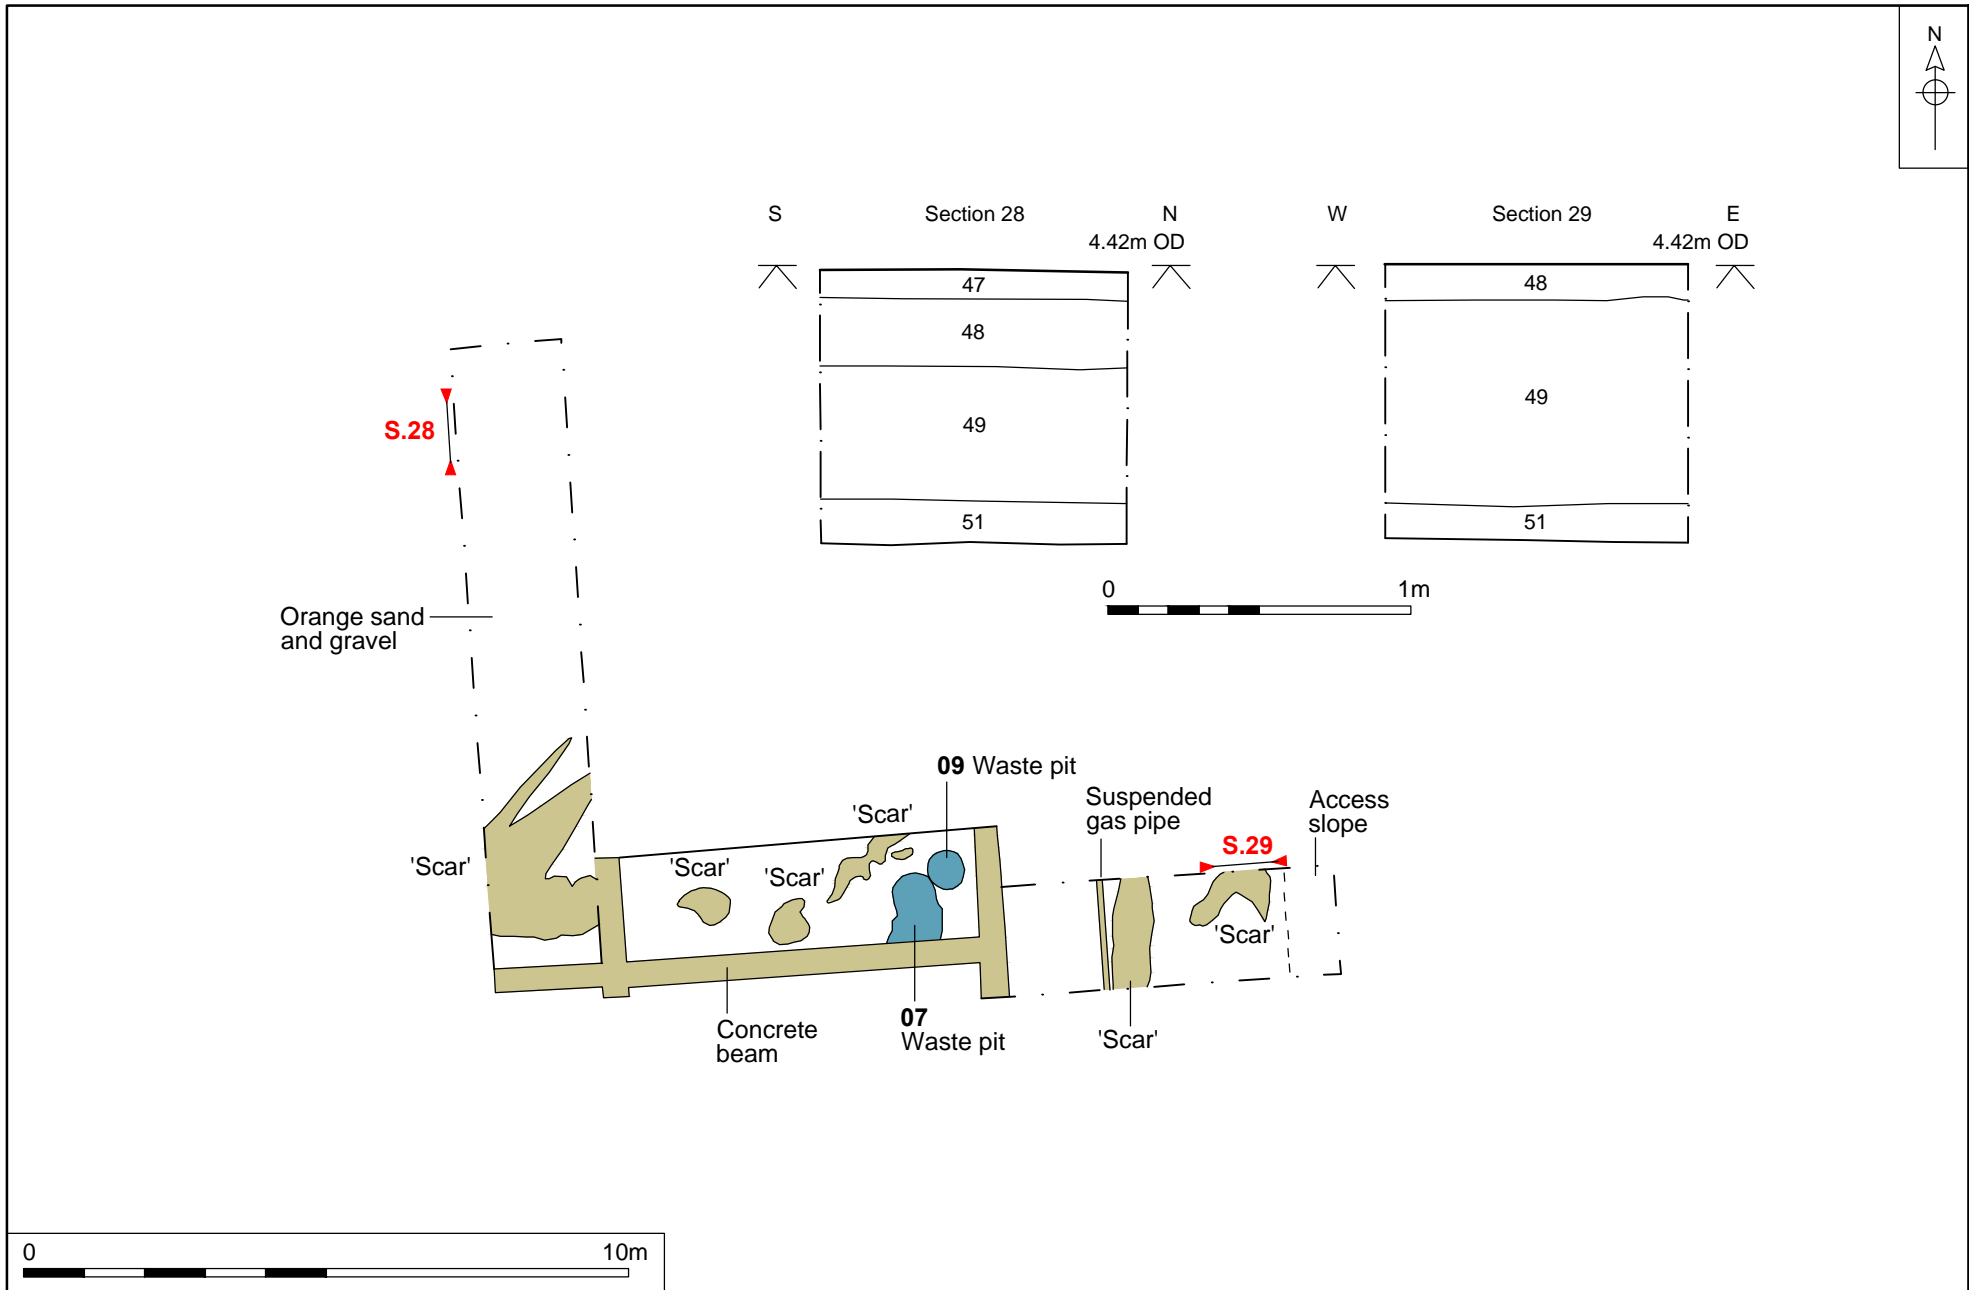 N
S
Section 28
N
W
Section 29
E
4.42m OD
4.42m OD
47
48
49
51
48
49
51
0
1m
S.28
Orange sand
and gravel
09 Waste pit
'Scar'
'Scar'
'Scar'
'Scar'
Suspended
gas pipe
Access
slope
S.29
'Scar'
Concrete
beam
07
Waste pit
'Scar'
0
10m